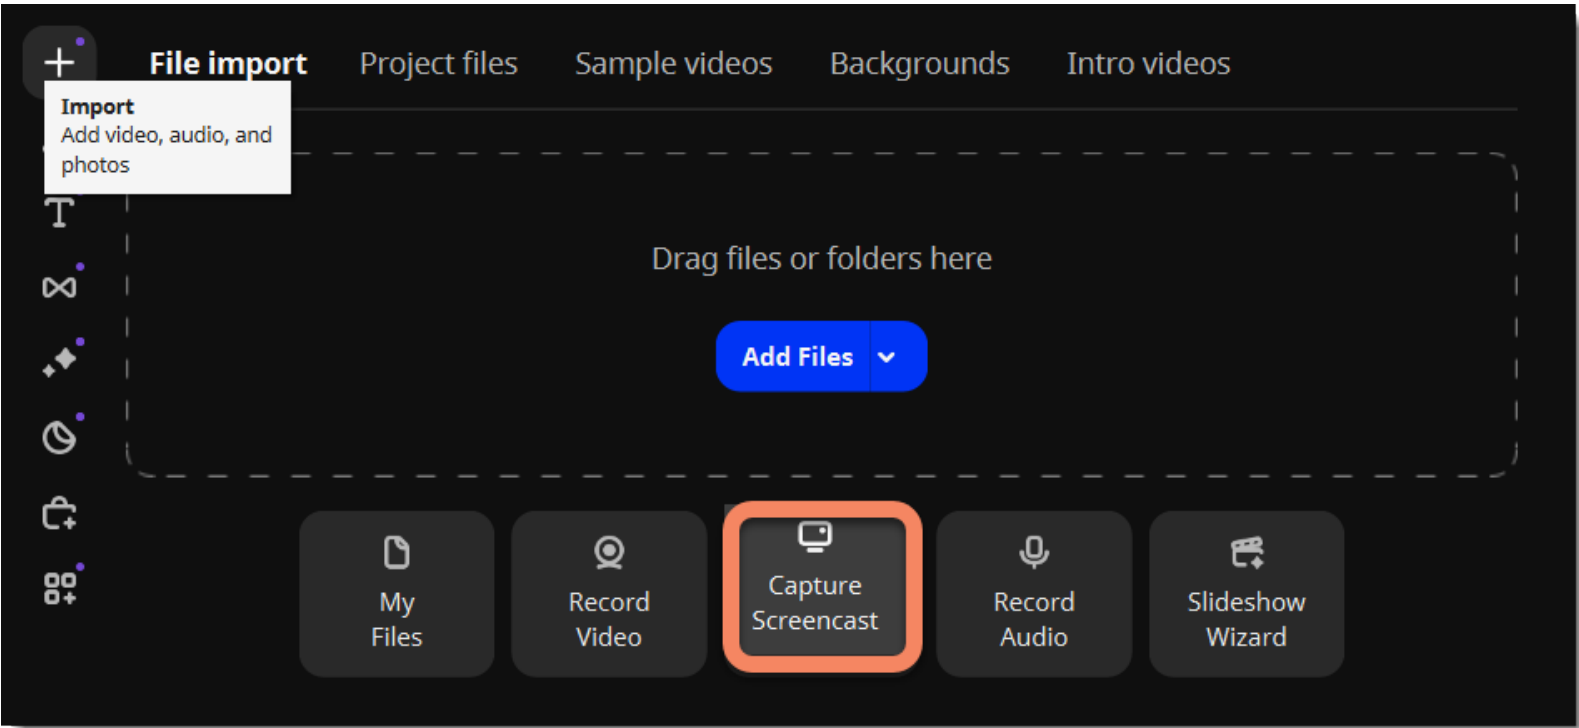 File import
Project files
Sample videos
Backgrounds
Intro videos
Import
Add video, audio, and
photos
Drag files or folders here
Add Files
My
Files
Record
Video
Capture
Screencast
Record
Audio
Slideshow
Wizard